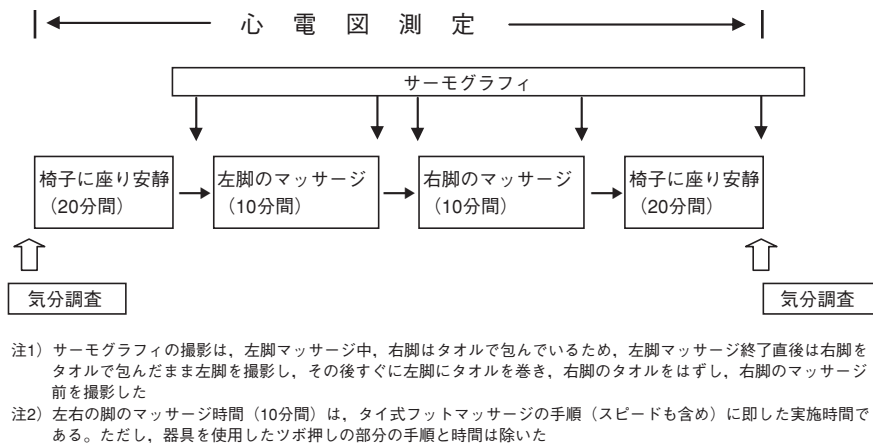 心電図測定
サーモグラフィ
椅子に座り安静
（20分間）
左脚のマッサージ
（10分間）
右脚のマッサージ
（10分間）
椅子に座り安静
（20分間）
気分調査
気分調査
注1）サーモグラフィの撮影は，左脚マッサージ中，右脚はタオルで包んでいるため，左脚マッサージ終了直後は右脚を
タオルで包んだまま左脚を撮影し，その後すぐに左脚にタオルを巻き，右脚のタオルをはずし，右脚のマッサージ
前を撮影した
注2）左右の脚のマッサージ時間（10分間）は，タイ式フットマッサージの手順（スピードも含め）に即した実施時間で
ある。ただし，器具を使用したツボ押しの部分の手順と時間は除いた